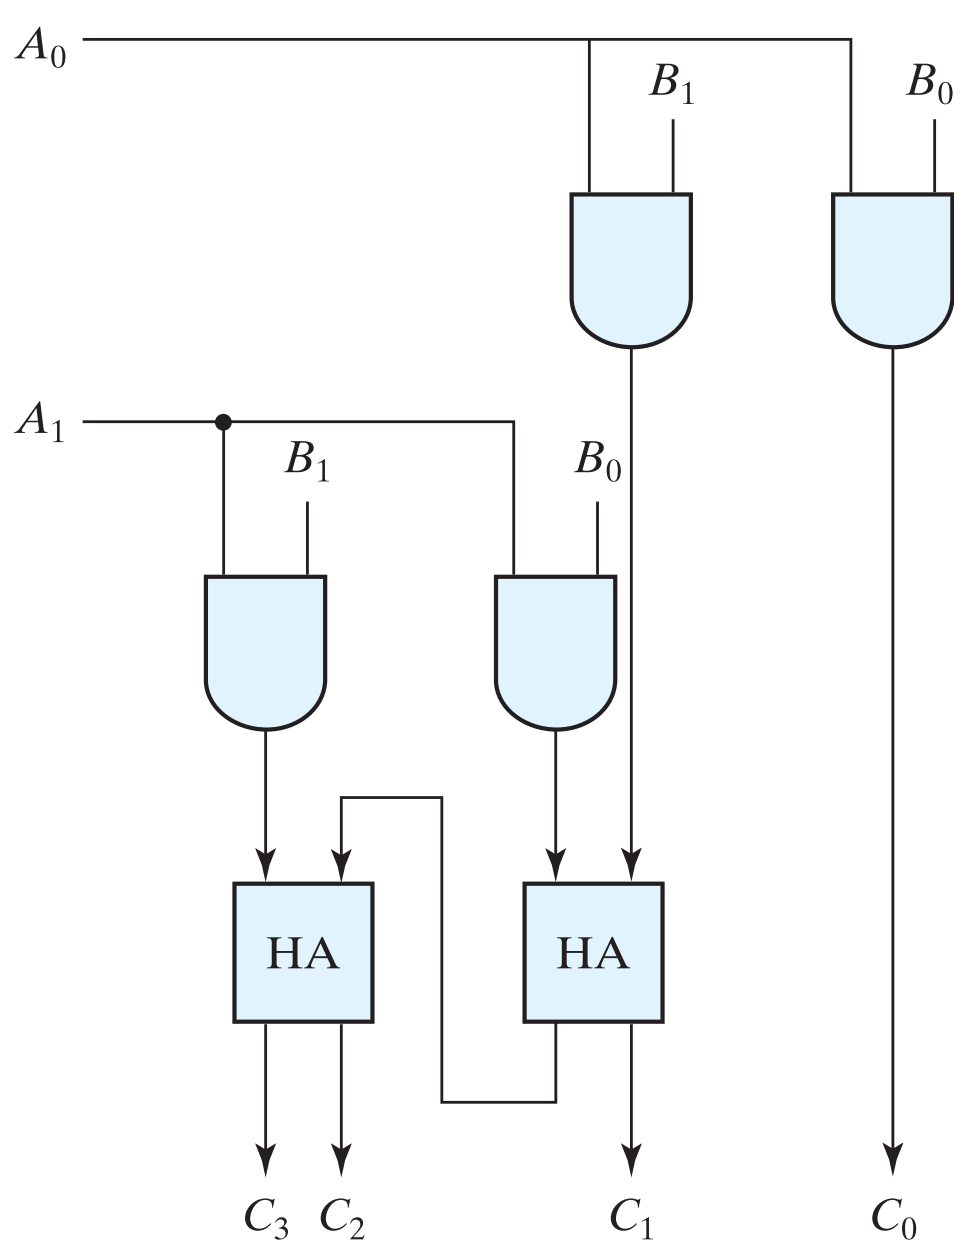 A₀
B₁ B₀
A₁
B₁ B₀
HA HA
C₃ C₂ C₁ C₀